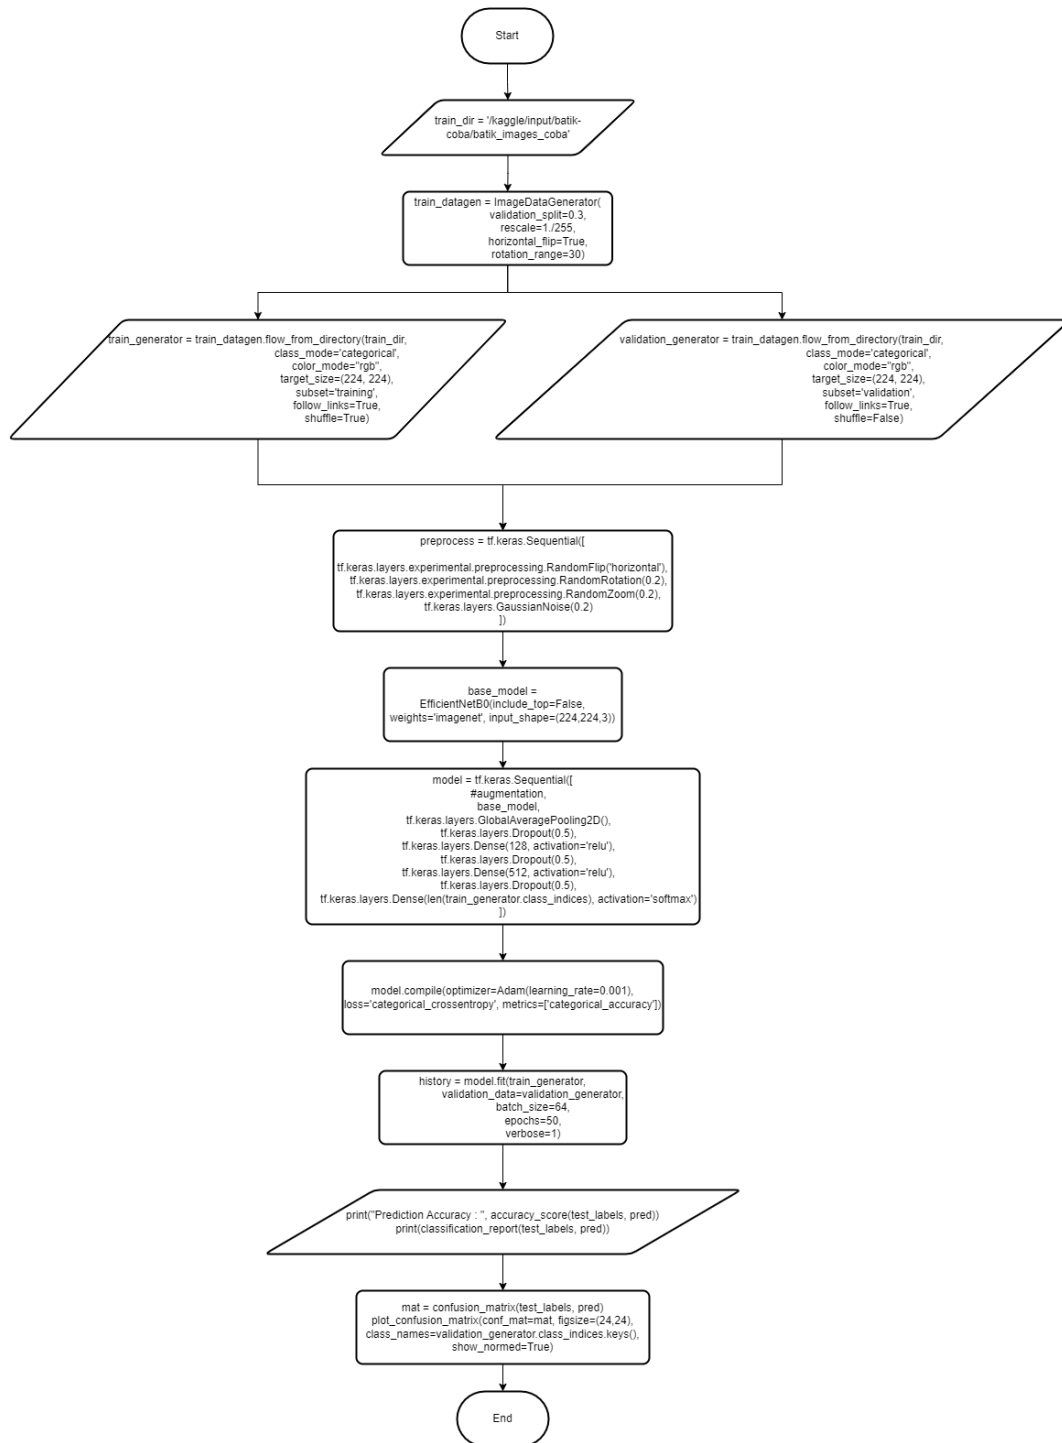 Start
train_dir = '/kaggle/input/batik-
coba/batik_images_coba'
train_datagen = ImageDataGenerator(
validation_split=0.3,
rescale=1./255,
horizontal_flip=True,
rotation_range=30)
train_generator = train_datagen.flow_from_directory(train_dir,
class_mode='categorical',
color_mode="rgb",
target_size=(224, 224),
subset='training',
follow_links=True,
shuffle=True)
validation_generator = train_datagen.flow_from_directory(train_dir,
class_mode='categorical',
color_mode="rgb",
target_size=(224, 224),
subset='validation',
follow_links=True,
shuffle=False)
preprocess = tf.keras.Sequential([
tf.keras.layers.experimental.preprocessing.RandomFlip('horizontal'),
tf.keras.layers.experimental.preprocessing.RandomRotation(0.2),
tf.keras.layers.experimental.preprocessing.RandomZoom(0.2),
tf.keras.layers.GaussianNoise(0.2)
])
base_model =
EfficientNetB0(include_top=False,
weights='imagenet', input_shape=(224,224,3))
model = tf.keras.Sequential([
#augmentation,
base_model,
tf.keras.layers.GlobalAveragePooling2D(),
tf.keras.layers.Dropout(0.5),
tf.keras.layers.Dense(128, activation='relu'),
tf.keras.layers.Dropout(0.5),
tf.keras.layers.Dense(512, activation='relu'),
tf.keras.layers.Dropout(0.5),
tf.keras.layers.Dense(len(train_generator.class_indices), activation='softmax')
])
model.compile(optimizer=Adam(learning_rate=0.001),
loss='categorical_crossentropy', metrics=['categorical_accuracy'])
history = model.fit(train_generator,
validation_data=validation_generator,
batch_size=64,
epochs=50,
verbose=1)
print("Prediction Accuracy : ", accuracy_score(test_labels, pred))
print(classification_report(test_labels, pred))
mat = confusion_matrix(test_labels, pred)
plot_confusion_matrix(conf_mat=mat, figsize=(24,24),
class_names=validation_generator.class_indices.keys(),
show_normed=True)
End